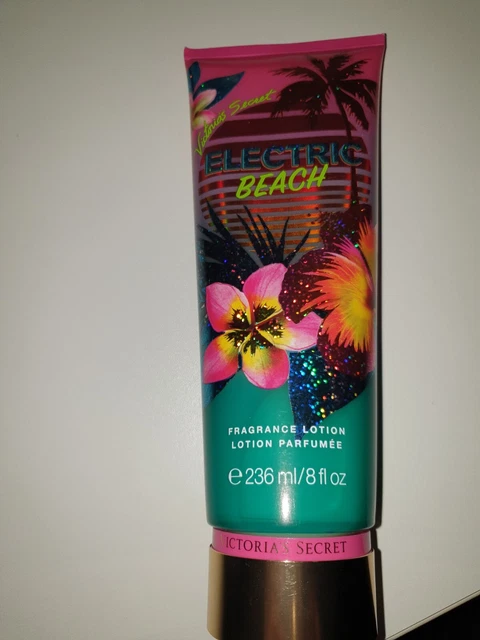 Victoria's Secret
ELECTRIC
BEACH
FRAGRANCE LOTION
LOTION PARFUMÉE
℮ 236 ml/8 fl oz
ICTORIA'S SECRET